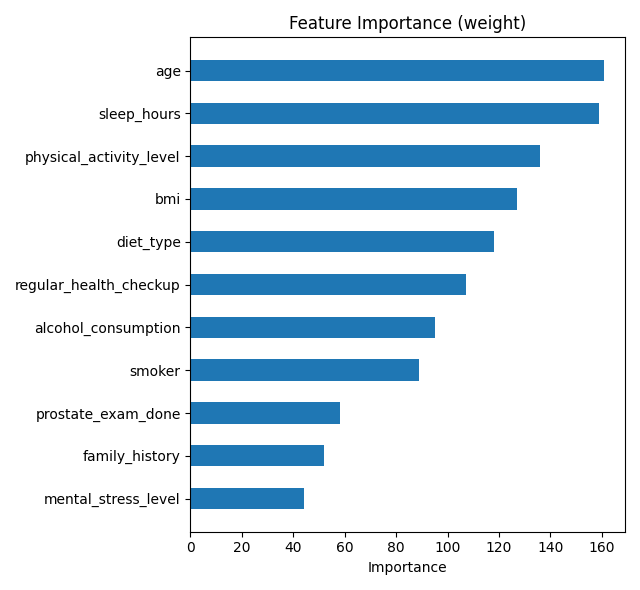 Feature Importance (weight)
age
sleep_hours
physical_activity_level
bmi
diet_type
regular_health_checkup
alcohol_consumption
smoker
prostate_exam_done
family_history
mental_stress_level
0 20 40 60 80 100 120 140 160
Importance